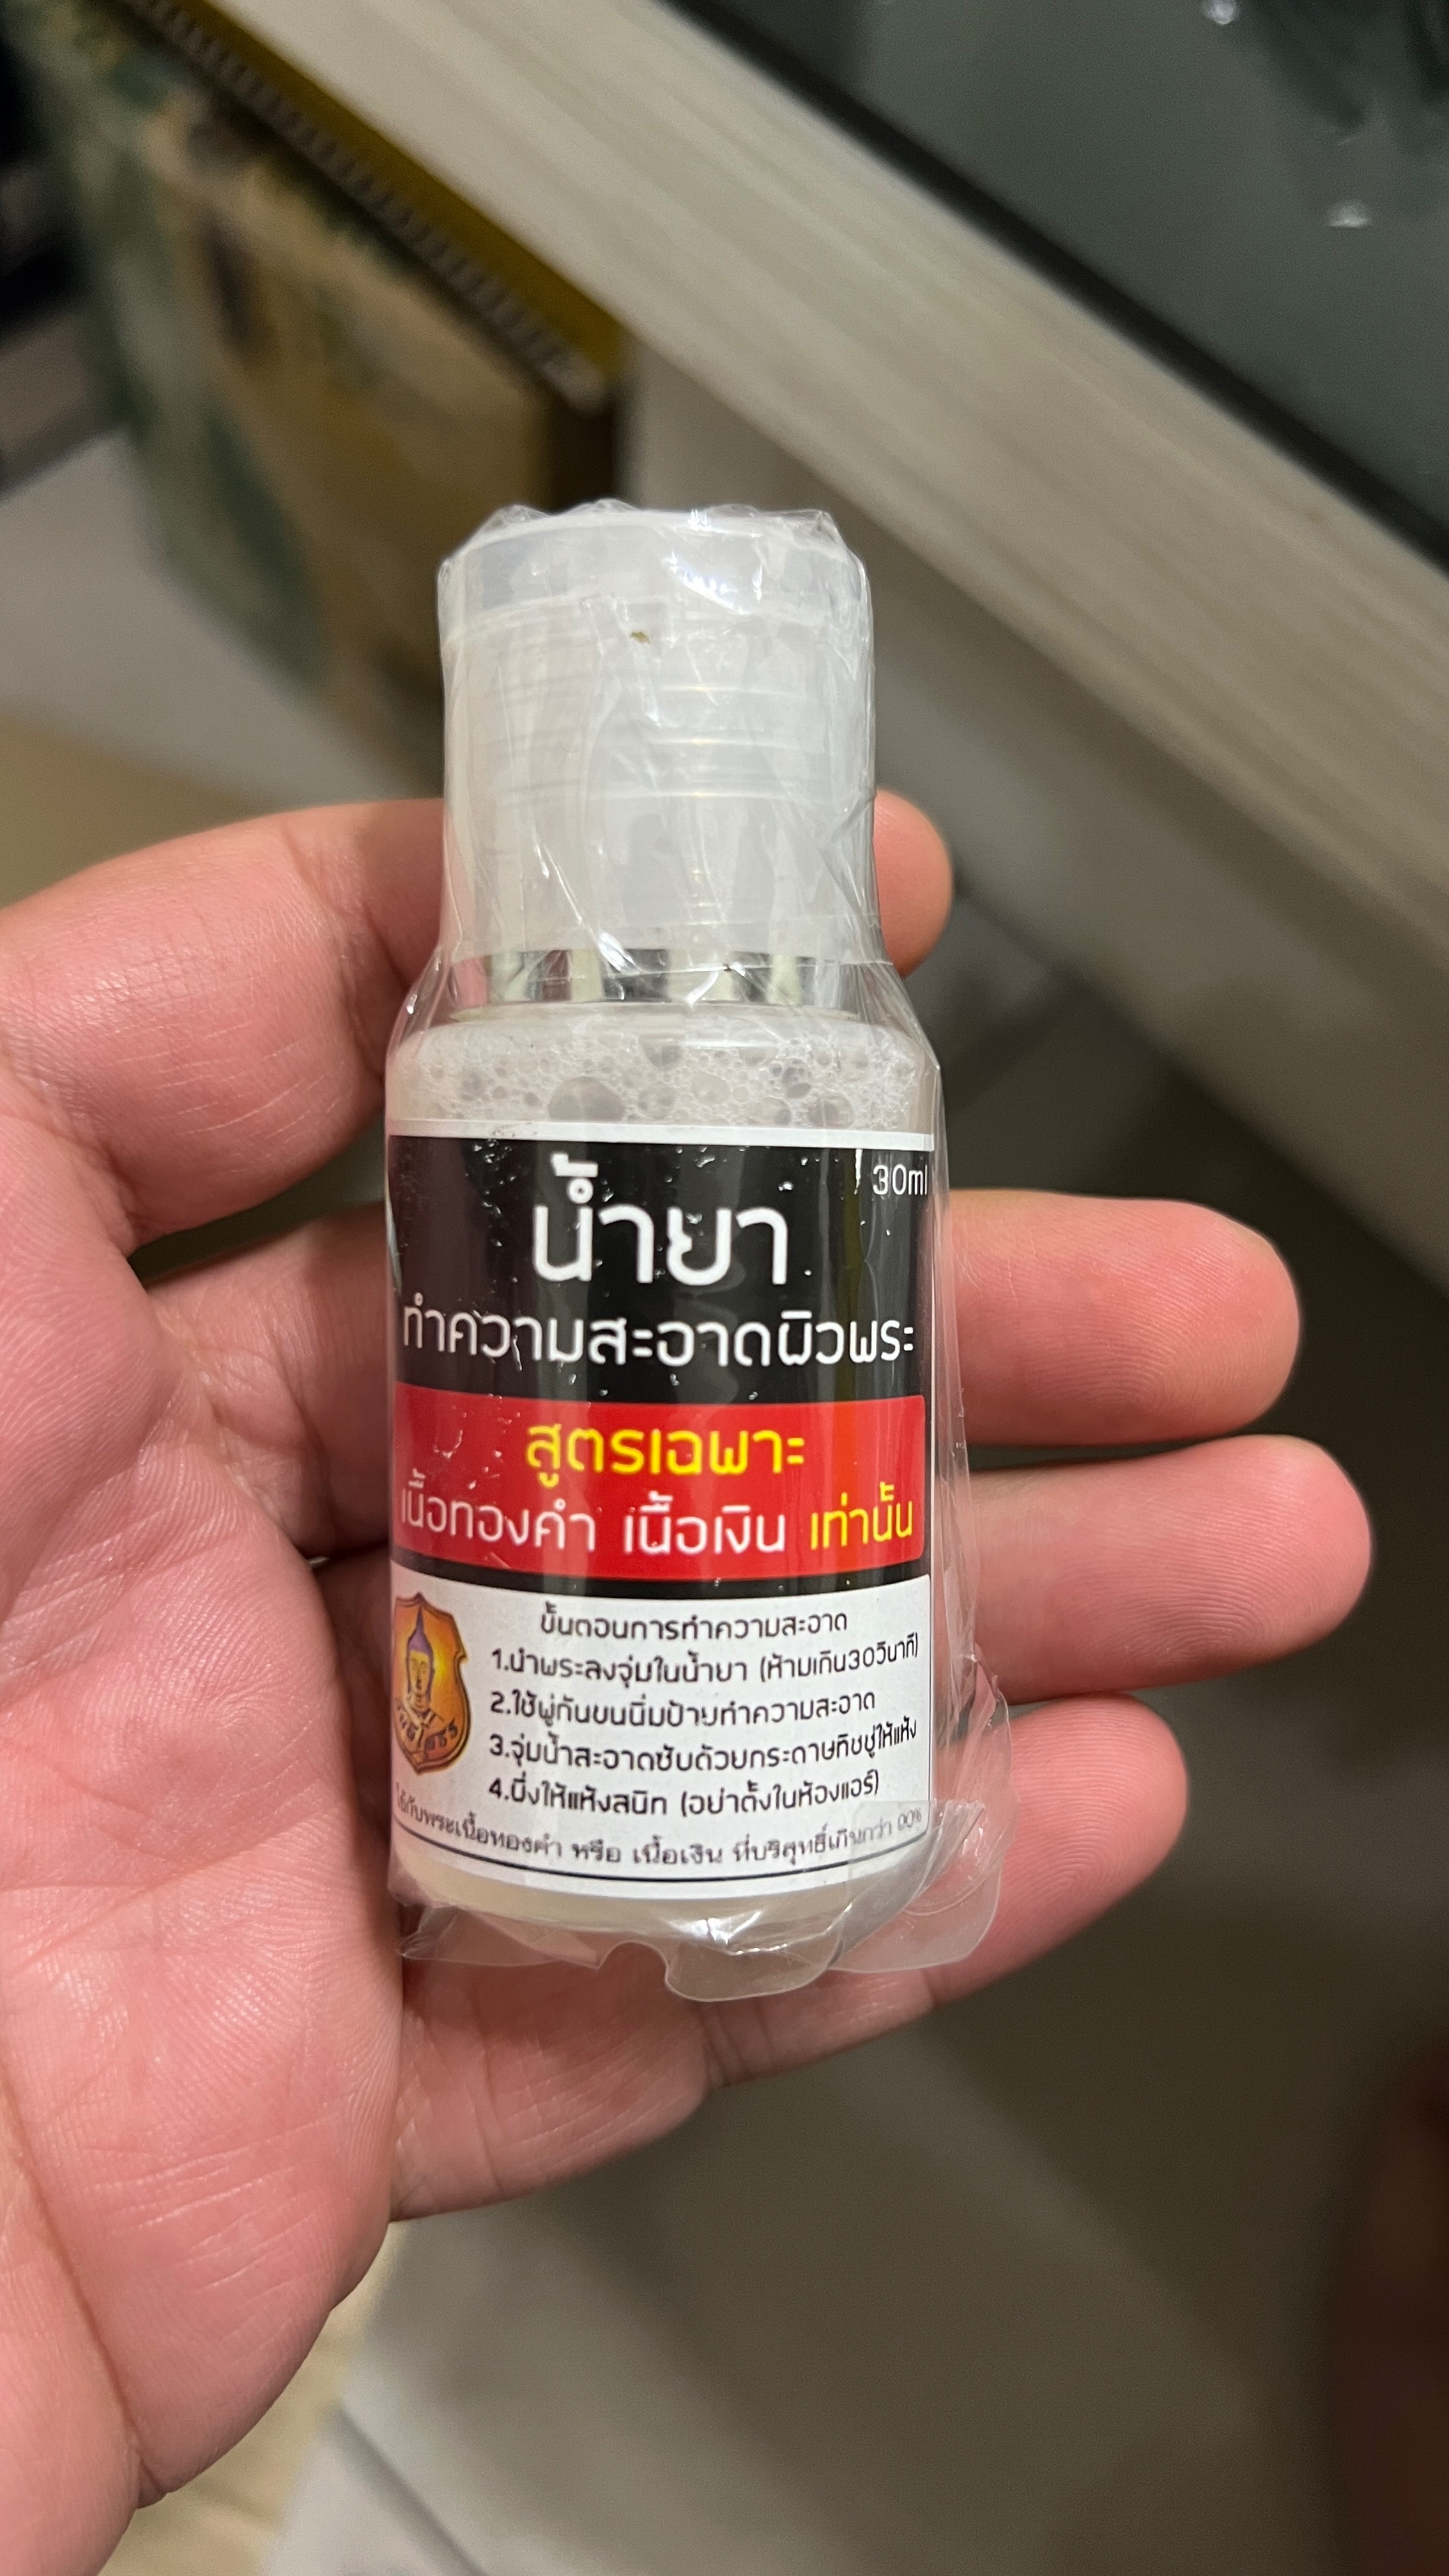 30ml
น้ำยา
ทำความสะอาดผิวพระ
สูตรเฉพาะ
เนื้อทองคำ เนื้อเงิน เท่านั้น
ขั้นตอนการทำความสะอาด
1.นำพระลงจุ่มในน้ำยา (ห้ามเกิน30วินาที)
2.ใช้พู่กันขนนิ่มป้ายทำความสะอาด
3.จุ่มน้ำสะอาดซับด้วยกระดาษทิชชู่ให้แห้ง
4.ผึ่งให้แห้งสนิท (อย่าตั้งในห้องแอร์)
ใช้กับพระเนื้อทองคำ หรือ เนื้อเงิน ที่บริสุทธิ์เกินกว่า